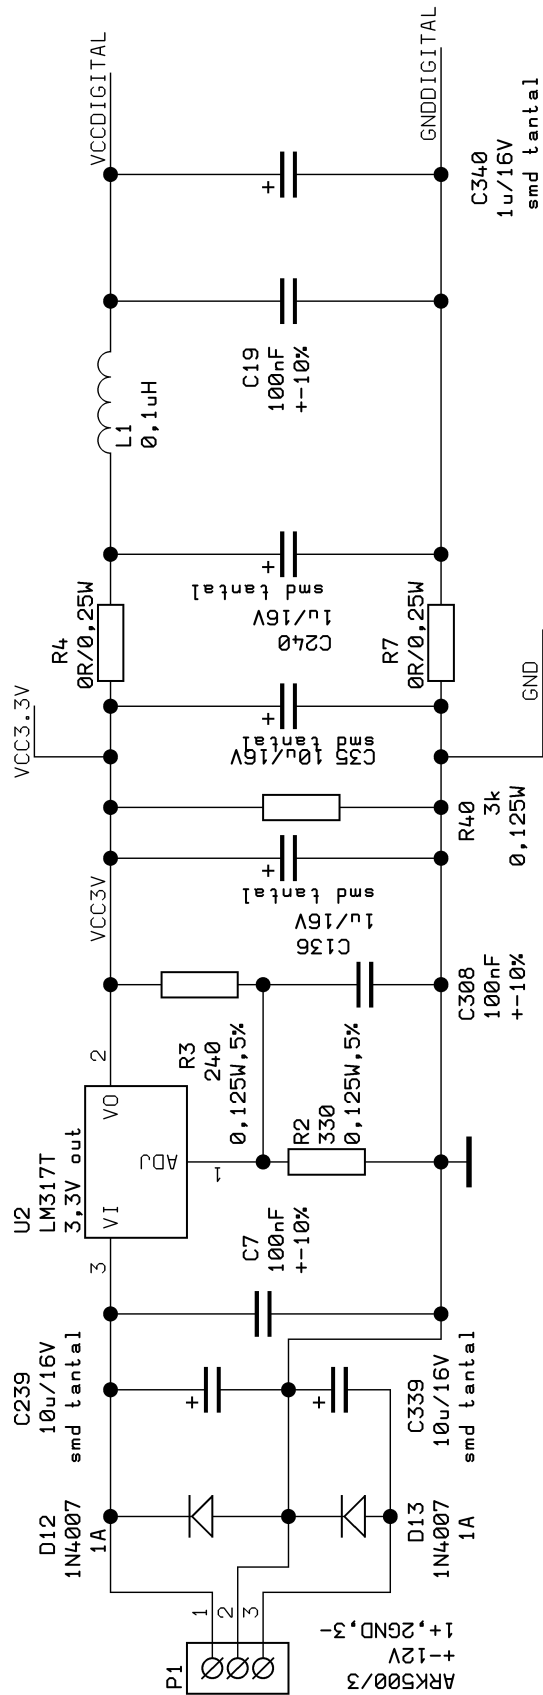 VCCDIGITAL
GNDDIGITAL
C340
1u/16V
smd tantal
C19
100nF
+-10%
L1
0,1uH
smd tantal
1u/16V
C240
R4
0R/0,25W
R7
0R/0,25W
VCC3.3V
GND
smd tantal
C35 10u/16V
R40
3k
0,125W
VCC3V
smd tantal
1u/16V
C136
C308
100nF
+-10%
2
R3
240
0,125W,5%
R2
330
0,125W,5%
U2
LM317T
3,3V out
VI
VO
ADJ
1
3
C7
100nF
+-10%
C239
10u/16V
smd tantal
C339
10u/16V
smd tantal
D12
1N4007
1A
D13
1N4007
1A
P1
1
2
3
1+,2GND,3-
+-12V
ARK500/3